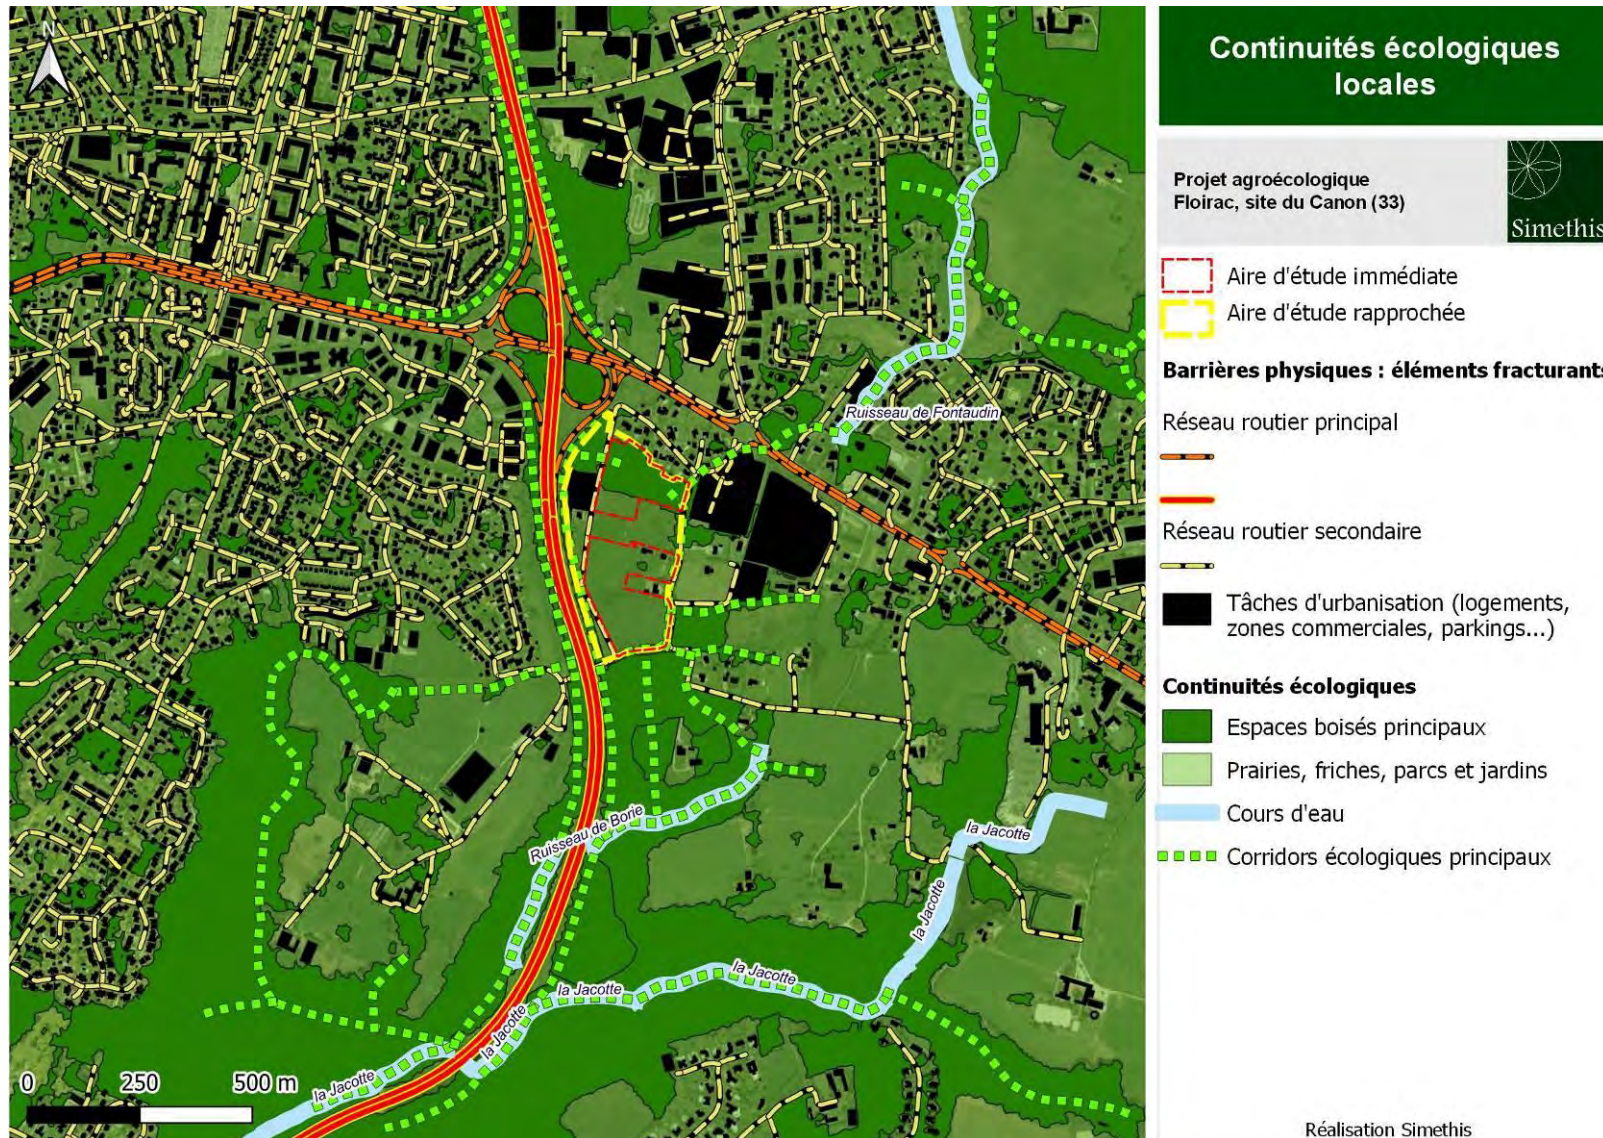 N
Continuités écologiques
locales
Projet agroécologique
Floirac, site du Canon (33)
Simethis
Aire d'étude immédiate
Aire d'étude rapprochée
Barrières physiques : éléments fracturants
Réseau routier principal
Réseau routier secondaire
Tâches d'urbanisation (logements,
zones commerciales, parkings...)
Continuités écologiques
Espaces boisés principaux
Prairies, friches, parcs et jardins
Cours d'eau
Corridors écologiques principaux
Ruisseau de Fontaudin
Ruisseau de Borie
la Jacotte
la Jacotte
la Jacotte
la Jacotte
la Jacotte
la Jacotte
0 250 500 m
Réalisation Simethis